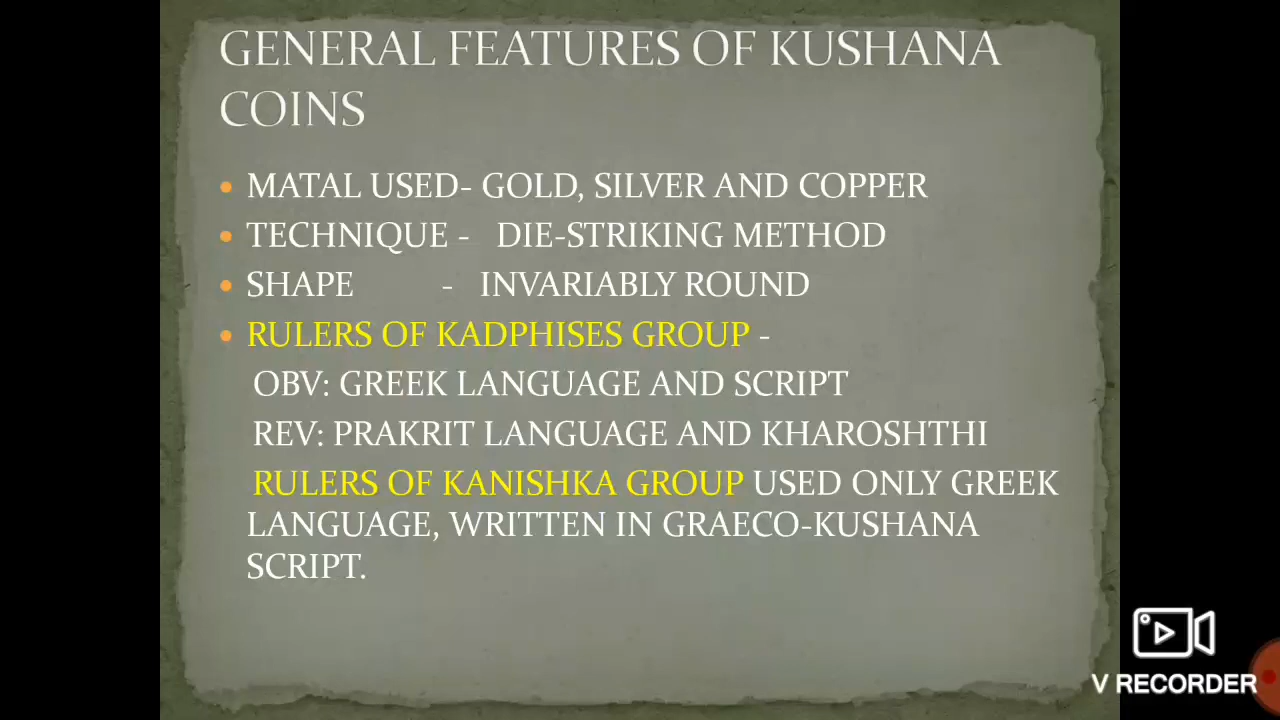 GENERAL FEATURES OF KUSHANA
COINS
• MATAL USED- GOLD, SILVER AND COPPER
• TECHNIQUE - DIE-STRIKING METHOD
• SHAPE - INVARIABLY ROUND
• RULERS OF KADPHISES GROUP -
OBV: GREEK LANGUAGE AND SCRIPT
REV: PRAKRIT LANGUAGE AND KHAROSHTHI
RULERS OF KANISHKA GROUP USED ONLY GREEK
LANGUAGE, WRITTEN IN GRAECO-KUSHANA
SCRIPT.
V RECORDER